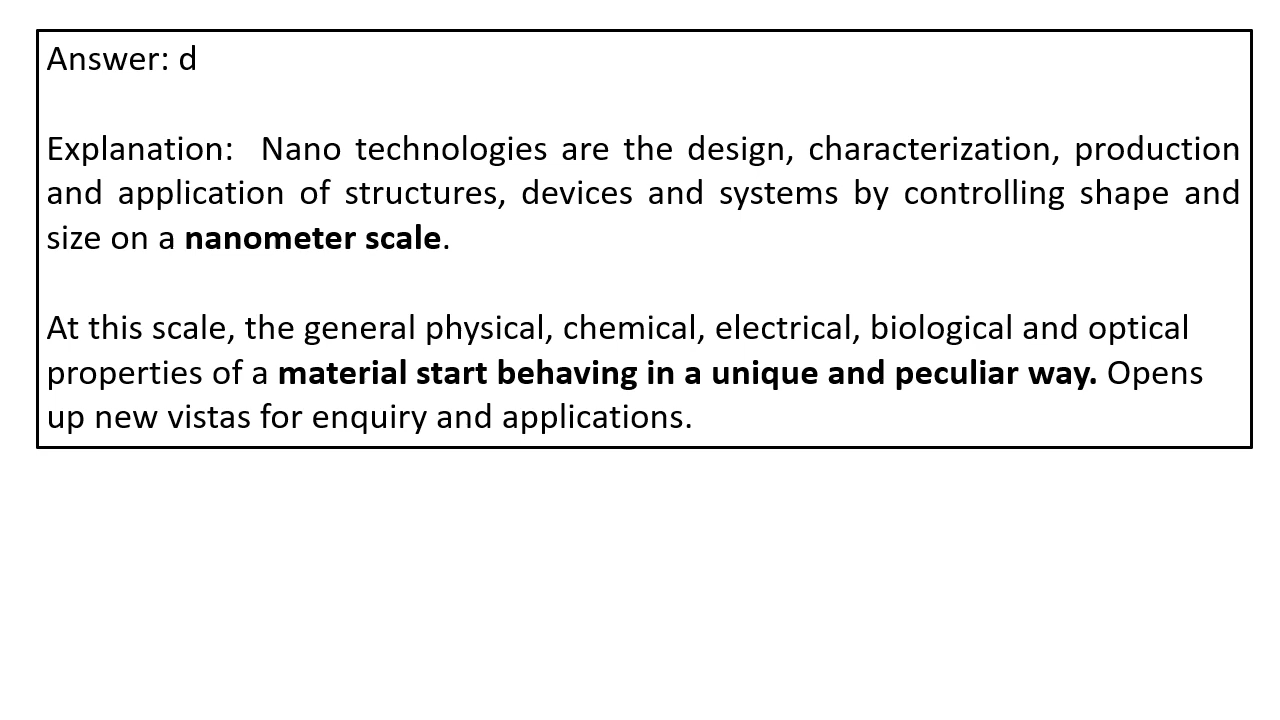 Answer: d
Explanation: Nano technologies are the design, characterization, production
and application of structures, devices and systems by controlling shape and
size on a nanometer scale.
At this scale, the general physical, chemical, electrical, biological and optical
properties of a material start behaving in a unique and peculiar way. Opens
up new vistas for enquiry and applications.